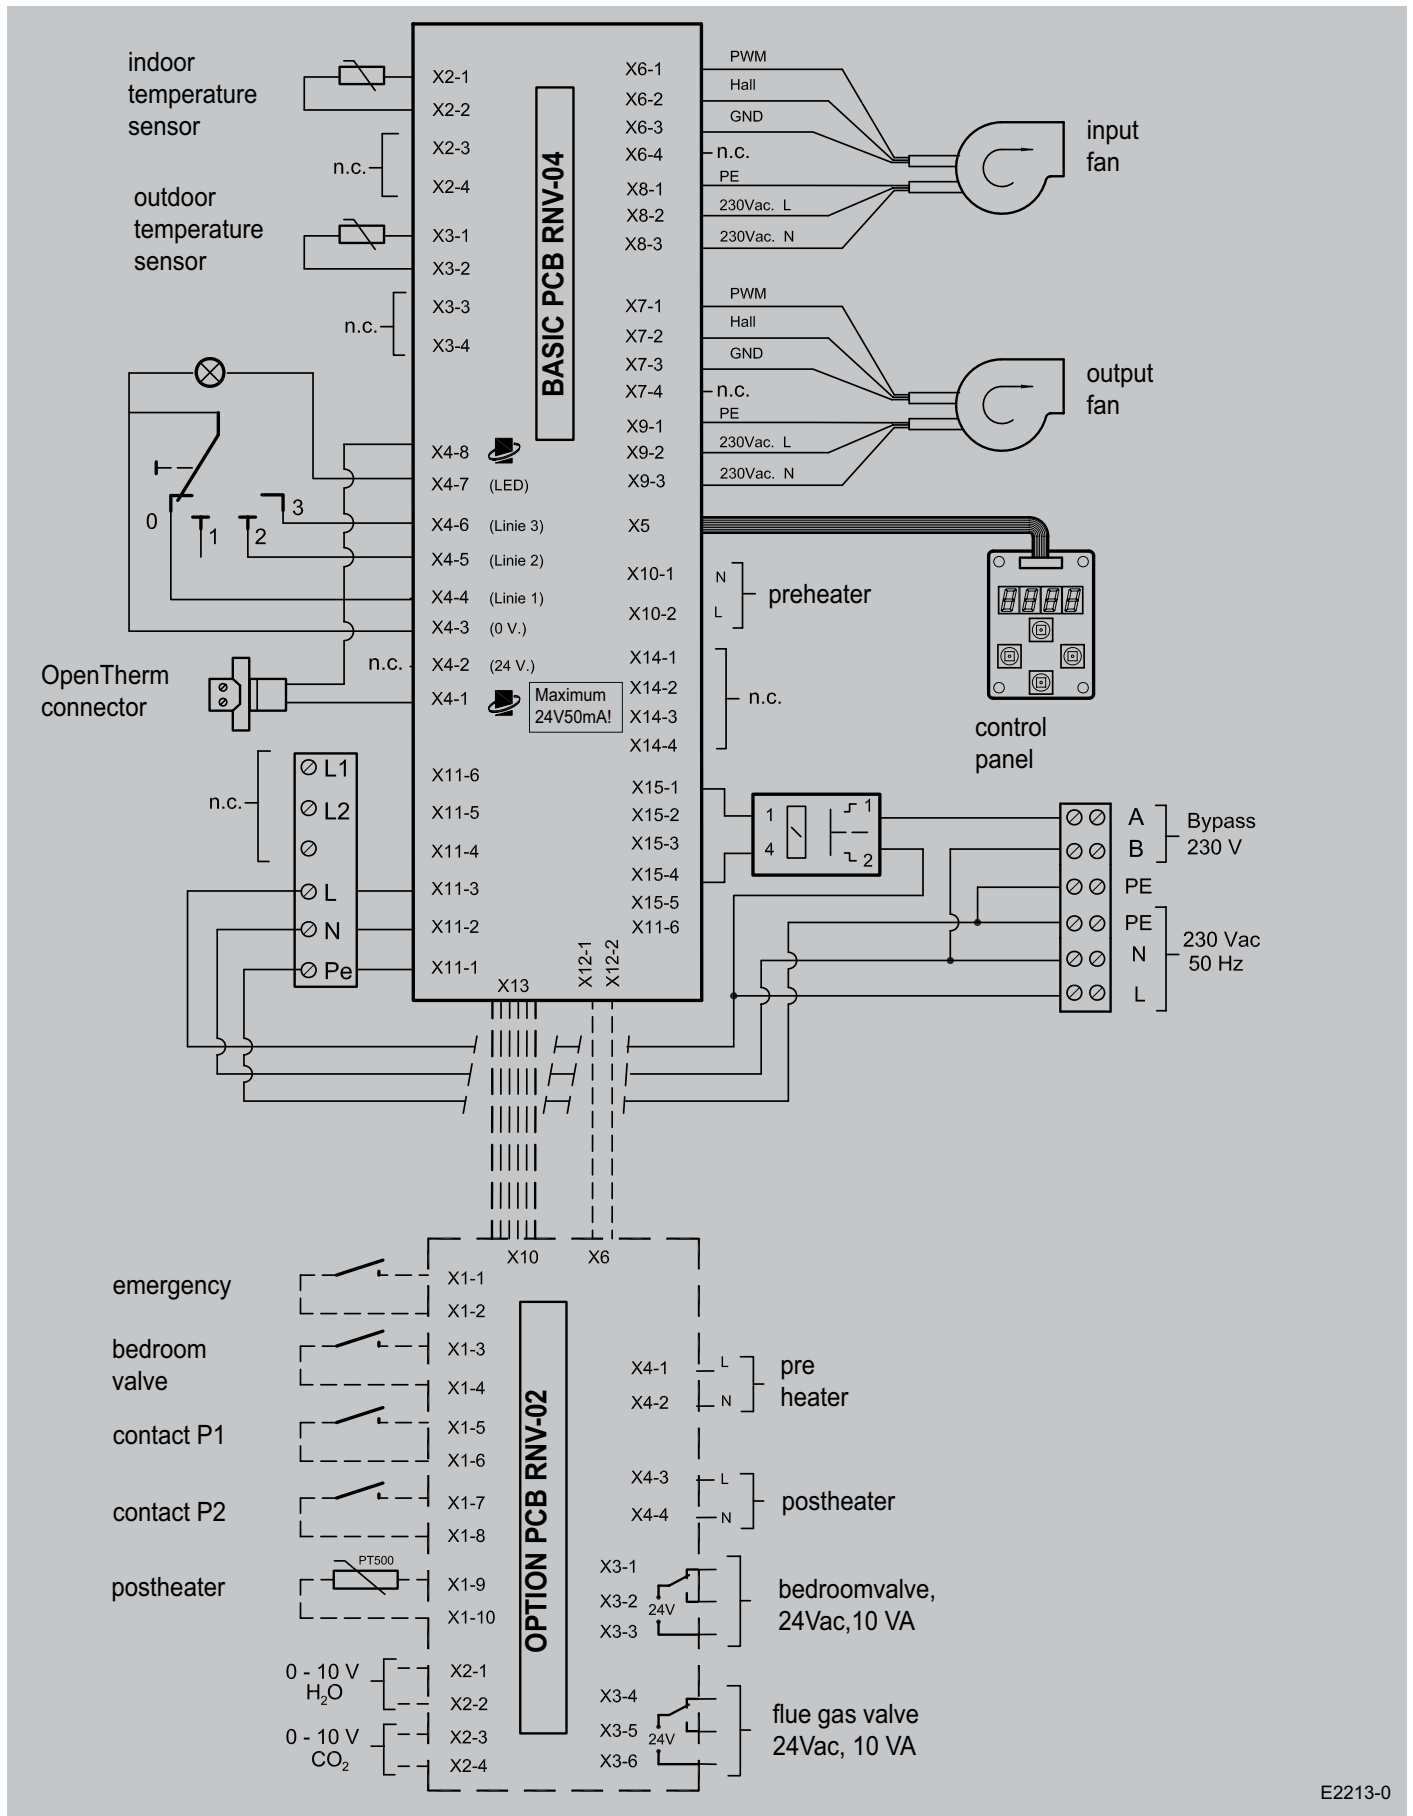 indoor
temperature
sensor
n.c.
outdoor
temperature
sensor
n.c.
X2-1
X2-2
X2-3
X2-4
X3-1
X3-2
X3-3
X3-4
BASIC PCB RNV-04
X6-1
X6-2
X6-3
X6-4
X8-1
X8-2
X8-3
PWM
Hall
GND
n.c.
PE
230Vac. L
230Vac. N
input
fan
X7-1
X7-2
X7-3
X7-4
X9-1
X9-2
X9-3
PWM
Hall
GND
n.c.
PE
230Vac. L
230Vac. N
output
fan
0
1
2
3
X4-8
X4-7 (LED)
X4-6 (Linie 3)
X4-5 (Linie 2)
X4-4 (Linie 1)
X4-3 (0 V.)
n.c. X4-2 (24 V.)
X4-1
Maximum
24V50mA!
OpenTherm
connector
X5
8888
control
panel
X10-1 N
X10-2 L
preheater
X14-1
X14-2
X14-3
X14-4
n.c.
n.c.
L1
L2
L
N
Pe
X11-6
X11-5
X11-4
X11-3
X11-2
X11-1
X13
X12-1
X12-2
X15-1
X15-2
X15-3
X15-4
X15-5
X11-6
1
4
1
2
A
B
PE
PE
N
L
Bypass
230 V
230 Vac
50 Hz
X10
X6
emergency
bedroom
valve
contact P1
contact P2
postheater
PT500
X1-1
X1-2
X1-3
X1-4
X1-5
X1-6
X1-7
X1-8
X1-9
X1-10
0 - 10 V
H2O
X2-1
X2-2
0 - 10 V
CO2
X2-3
X2-4
OPTION PCB RNV-02
X4-1 L
X4-2 N
pre
heater
X4-3 L
X4-4 N
postheater
X3-1
X3-2
X3-3
24V
bedroomvalve,
24Vac,10 VA
X3-4
X3-5
X3-6
24V
flue gas valve
24Vac, 10 VA
E2213-0